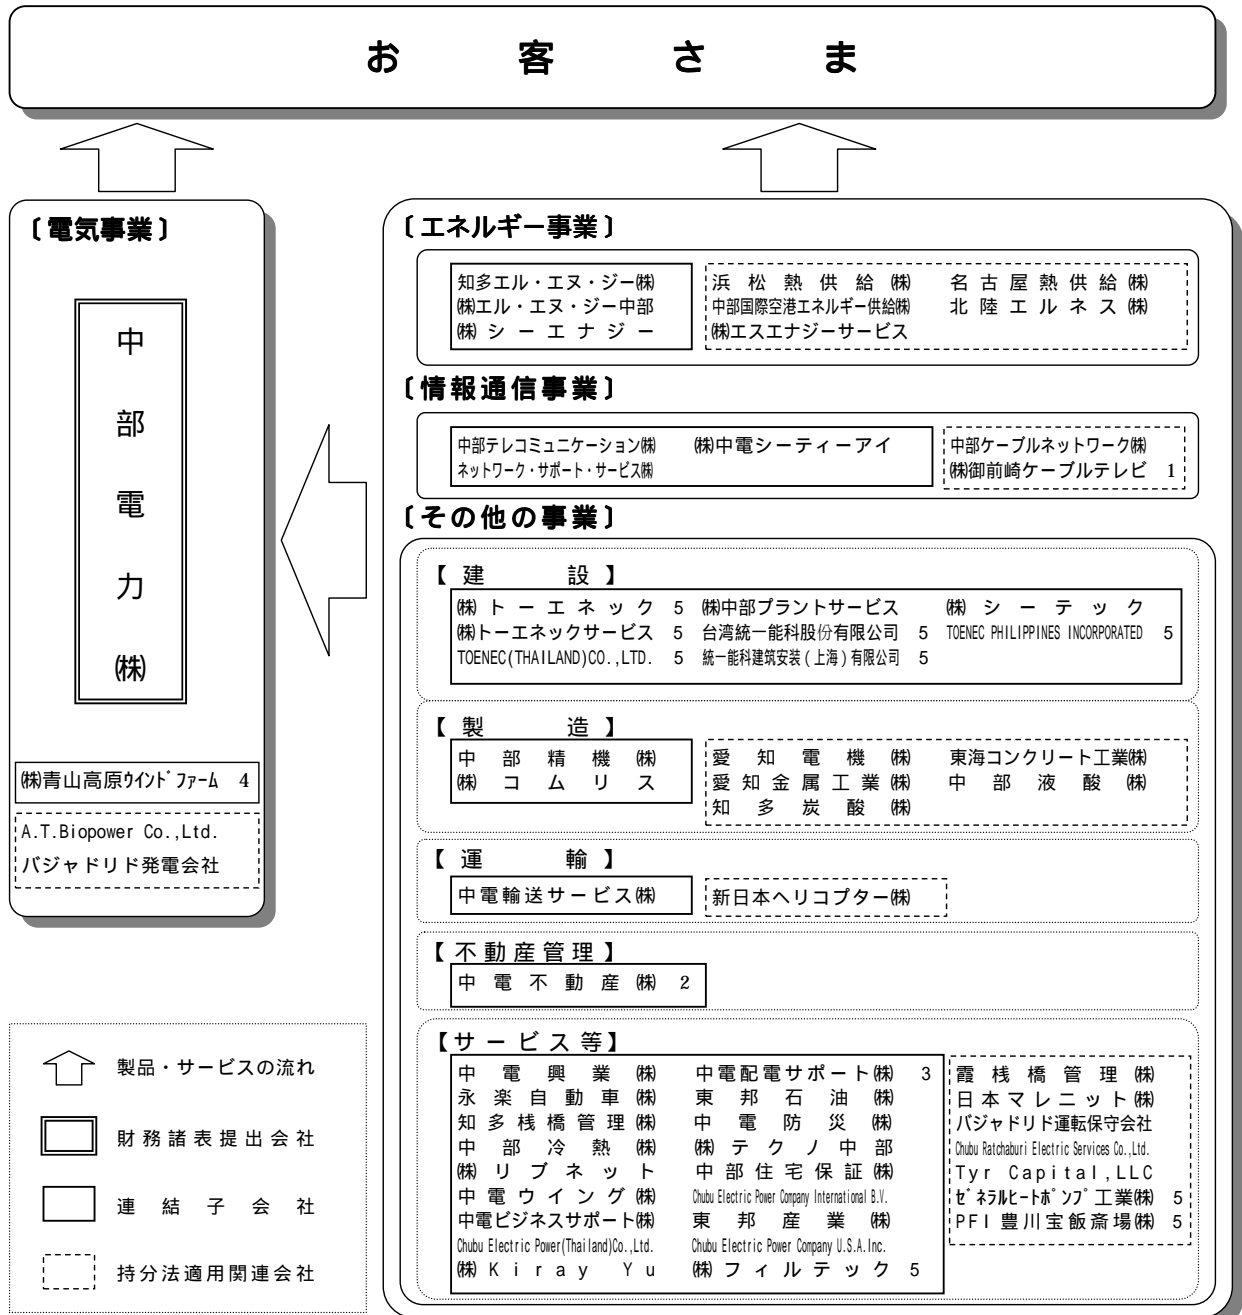 お客さま
〔電気事業〕
中部電力㈱
㈱青山高原ウインドファーム 4
A.T.Biopower Co.,Ltd.
バジャドリド発電会社
〔エネルギー事業〕
知多エル・エヌ・ジー㈱
㈱エル・エヌ・ジー中部
㈱シーエナジー
浜松熱供給㈱ 名古屋熱供給㈱
中部国際空港エネルギー供給㈱ 北陸エルネス㈱
㈱エスエナジーサービス
〔情報通信事業〕
中部テレコミュニケーション㈱ ㈱中電シーティーアイ
ネットワーク・サポート・サービス㈱
中部ケーブルネットワーク㈱
㈱御前崎ケーブルテレビ 1
〔その他の事業〕
【建設】
㈱トーエネック 5 ㈱中部プラントサービス ㈱シーテック
㈱トーエネックサービス 5 台湾統一能科股份有限公司 5 TOENEC PHILIPPINES INCORPORATED 5
TOENEC(THAILAND)CO.,LTD. 5 統一能科建筑安装(上海)有限公司 5
【製造】
中部精機㈱
㈱コムリス
愛知電機㈱ 東海コンクリート工業㈱
愛知金属工業㈱ 中部液酸㈱
知多炭酸㈱
【運輸】
中電輸送サービス㈱
新日本ヘリコプター㈱
【不動産管理】
中電不動産㈱ 2
【サービス等】
中電興業㈱ 中電配電サポート㈱ 3
永楽自動車㈱ 東邦石油㈱
知多桟橋管理㈱ 中電防災㈱
中部冷熱㈱ ㈱テクノ中部
㈱リブネット 中部住宅保証㈱
中電ウイング㈱ Chubu Electric Power Company International B.V.
中電ビジネスサポート㈱ 東邦産業㈱
Chubu Electric Power(Thailand)Co.,Ltd. Chubu Electric Power Company U.S.A.Inc.
㈱Kiray Yu ㈱フィルテック 5
霞桟橋管理㈱
日本マレニット㈱
バジャドリド運転保守会社
Chubu Ratchaburi Electric Services Co.,Ltd.
Tyr Capital,LLC
ゼネラルヒートポンプ工業㈱ 5
PFI豊川宝飯斎場㈱ 5
製品・サービスの流れ
財務諸表提出会社
連結子会社
持分法適用関連会社